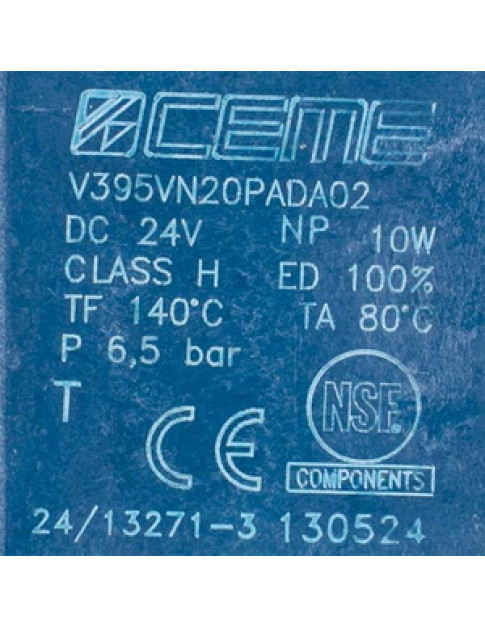 CEME
V395VN20PADA02
DC 24V NP 10W
CLASS H ED 100%
TF 140°C TA 80°C
P 6,5 bar
T
CE
NSF®
COMPONENTS
24/13271-3 130524